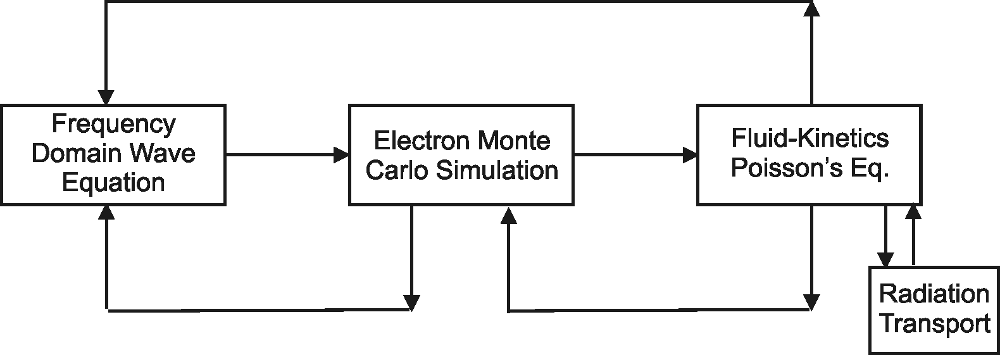 Frequency
Domain Wave
Equation
Electron Monte
Carlo Simulation
Fluid-Kinetics
Poisson's Eq.
Radiation
Transport